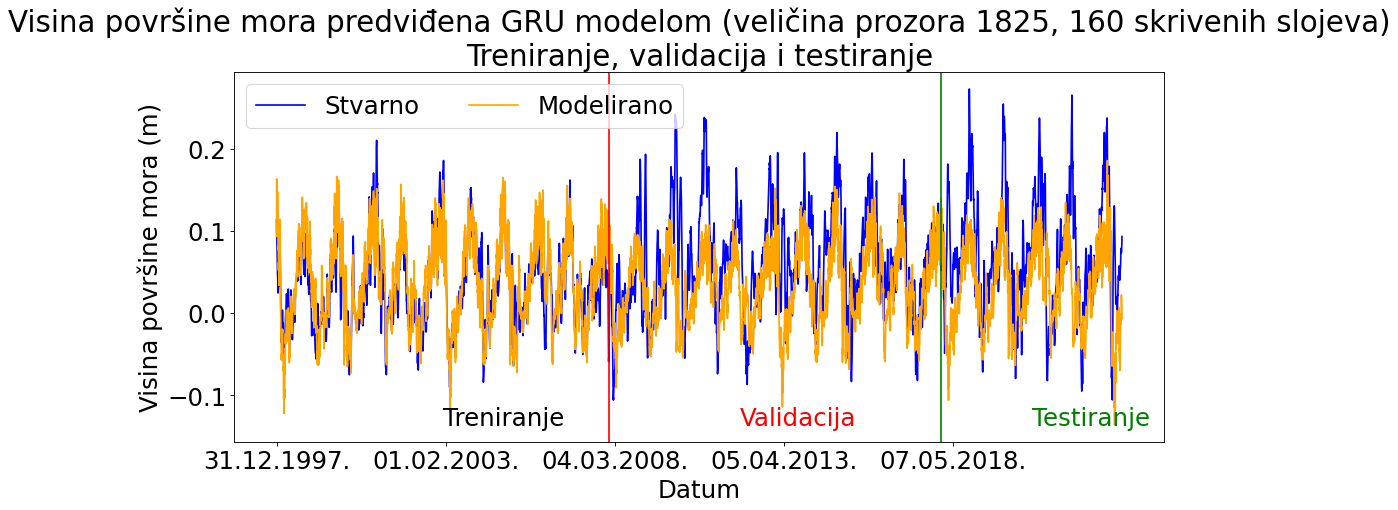 Visina površine mora predviđena GRU modelom (veličina prozora 1825, 160 skrivenih slojeva)
Treniranje, validacija i testiranje
Stvarno
Modelirano
Visina površine mora (m)
0.2
0.1
0.0
−0.1
Treniranje
Validacija
Testiranje
31.12.1997.
01.02.2003.
04.03.2008.
05.04.2013.
07.05.2018.
Datum